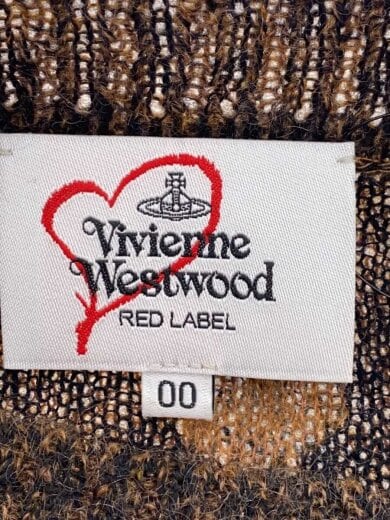 Vivienne
Westwood
RED LABEL
00